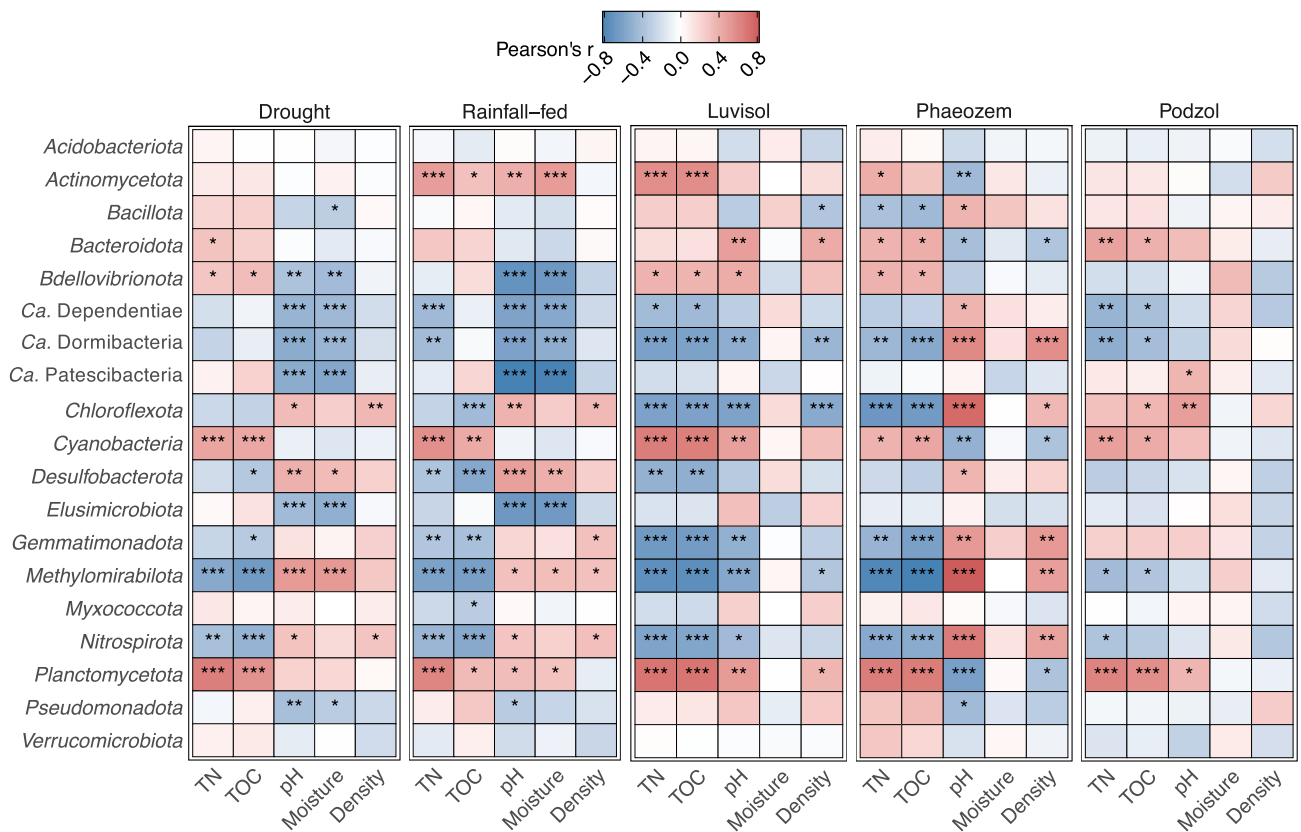 Pearson's r
−0.8 −0.4 0.0 0.4 0.8
Drought Rainfall−fed Luvisol Phaeozem Podzol
Acidobacteriota
Actinomycetota *** * ** *** *** *** * **
Bacillota * * * * *
Bacteroidota * ** * * * * * ** *
Bdellovibrionota * * ** ** *** *** * * * * *
Ca. Dependentiae *** *** *** *** *** * * * ** *
Ca. Dormibacteria *** *** ** *** *** *** *** ** ** ** *** *** *** ** *
Ca. Patescibacteria *** *** *** *** *
Chloroflexota * ** *** ** * *** *** *** *** *** *** *** * * **
Cyanobacteria *** *** *** ** *** *** ** * ** ** * ** *
Desulfobacterota * ** * ** *** *** ** ** ** *
Elusimicrobiota *** *** *** ***
Gemmatimonadota * ** ** * *** *** ** ** *** ** **
Methylomirabilota *** *** *** *** *** *** * * * *** *** *** * *** *** *** ** * *
Myxococcota *
Nitrospirota ** *** * * *** *** * * *** *** * *** *** *** ** *
Planctomycetota *** *** *** * * * *** *** ** * *** *** *** * *** *** *
Pseudomonadota ** * * *
Verrucomicrobiota
TN TOC pH Moisture Density TN TOC pH Moisture Density TN TOC pH Moisture Density TN TOC pH Moisture Density TN TOC pH Moisture Density